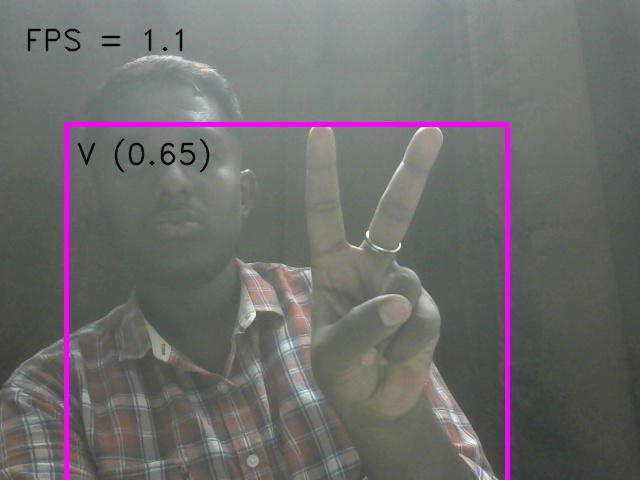 FPS = 1.1
V (0.65)